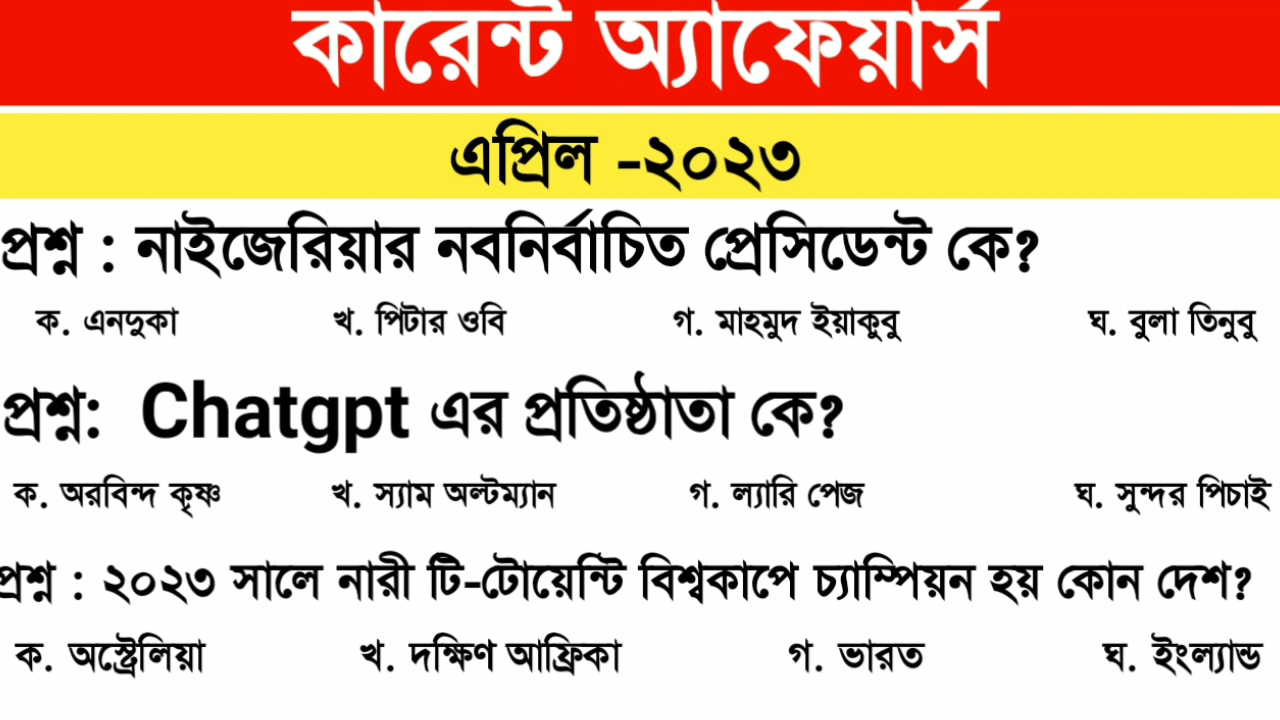 কারেন্ট অ্যাফেয়ার্স
এপ্রিল -২০২৩
প্রশ্ন : নাইজেরিয়ার নবনির্বাচিত প্রেসিডেন্ট কে?
ক. এনদুকা খ. পিটার ওবি গ. মাহমুদ ইয়াকুবু ঘ. বুলা তিনুবু
প্রশ্ন: Chatgpt এর প্রতিষ্ঠাতা কে?
ক. অরবিন্দ কৃষ্ণ খ. স্যাম অল্টম্যান গ. ল্যারি পেজ ঘ. সুন্দর পিচাই
প্রশ্ন : ২০২৩ সালে নারী টি-টোয়েন্টি বিশ্বকাপে চ্যাম্পিয়ন হয় কোন দেশ?
ক. অস্ট্রেলিয়া খ. দক্ষিণ আফ্রিকা গ. ভারত ঘ. ইংল্যান্ড